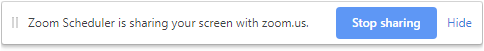 Zoom Scheduler is sharing your screen with zoom.us. Stop sharing Hide